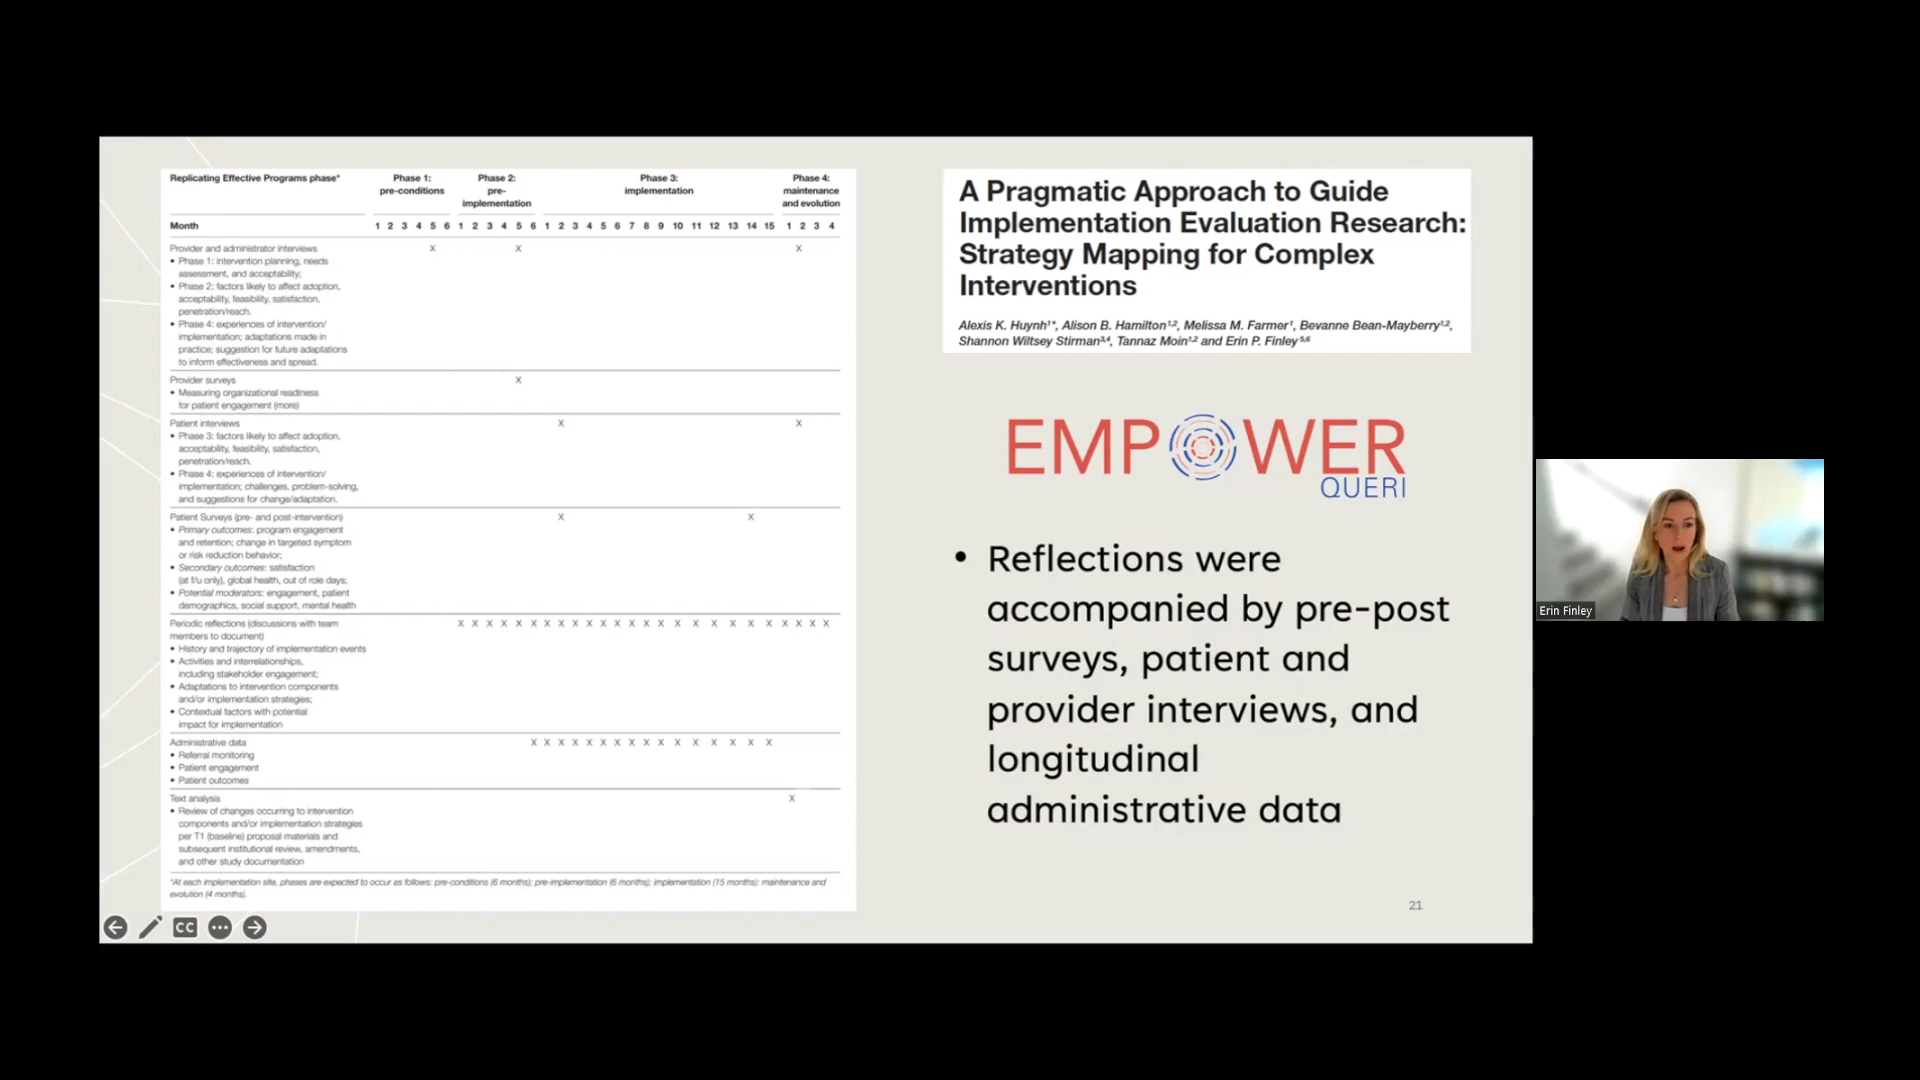 Replicating Effective Programs phase*
Phase 1:
pre-conditions
Phase 2:
pre-
implementation
Phase 3:
implementation
Phase 4:
maintenance
and evolution
Month 1 2 3 4 5 6 1 2 3 4 5 6 1 2 3 4 5 6 7 8 9 10 11 12 13 14 15 1 2 3 4
Provider and administrator interviews X X X
• Phase 1: intervention planning, needs
assessment, and acceptability;
• Phase 2: factors likely to affect adoption,
acceptability, feasibility, satisfaction,
penetration/reach.
• Phase 4: experiences of intervention/
implementation; adaptations made in
practice; suggestion for future adaptations
to inform effectiveness and spread.
Provider surveys X
• Measuring organizational readiness
for patient engagement (more)
Patient interviews X X
• Phase 3: factors likely to affect adoption,
acceptability, feasibility, satisfaction,
penetration/reach.
• Phase 4: experiences of intervention/
implementation; challenges, problem-solving,
and suggestions for change/adaptation.
Patient Surveys (pre- and post-intervention) X X
• Primary outcomes: program engagement
and retention; change in targeted symptom
or risk reduction behavior;
• Secondary outcomes: satisfaction
(at f/u only), global health, out of role days;
• Potential moderators: engagement, patient
demographics, social support, mental health
Periodic reflections (discussions with team X X X X X X X X X X X X X X X X X X X X X X X X X
members to document)
• History and trajectory of implementation events
• Activities and interrelationships,
including stakeholder engagement;
• Adaptations to intervention components
and/or implementation strategies;
• Contextual factors with potential
impact for implementation
Administrative data X X X X X X X X X X X X X X X X
• Referral monitoring
• Patient engagement
• Patient outcomes
Text analysis X
• Review of changes occurring to intervention
components and/or implementation strategies
per T1 (baseline) proposal materials and
subsequent institutional review, amendments,
and other study documentation
*At each implementation site, phases are expected to occur as follows: pre-conditions (6 months); pre-implementation (6 months); implementation (15 months): maintenance and
evolution (4 months).
A Pragmatic Approach to Guide
Implementation Evaluation Research:
Strategy Mapping for Complex
Interventions
Alexis K. Huynh¹*, Alison B. Hamilton¹,², Melissa M. Farmer¹, Bevanne Bean-Mayberry¹,²,
Shannon Wiltsey Stirman³,⁴, Tannaz Moin¹,² and Erin P. Finley⁵,⁶
EMPOWER
QUERI
• Reflections were
accompanied by pre-post
surveys, patient and
provider interviews, and
longitudinal
administrative data
21
CC
Erin Finley